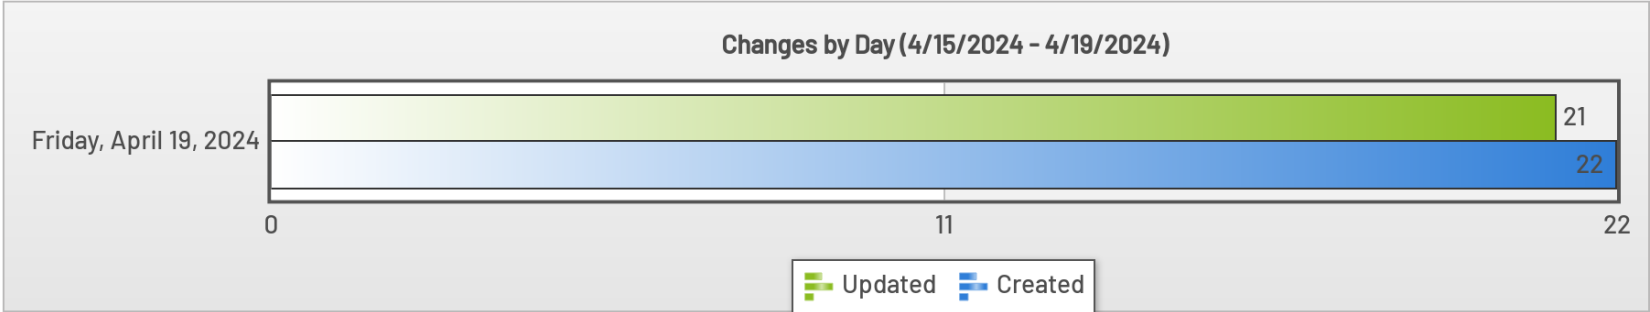 Changes by Day (4/15/2024 - 4/19/2024)
21
Friday, April 19, 2024
22
0 11 22
Updated Created